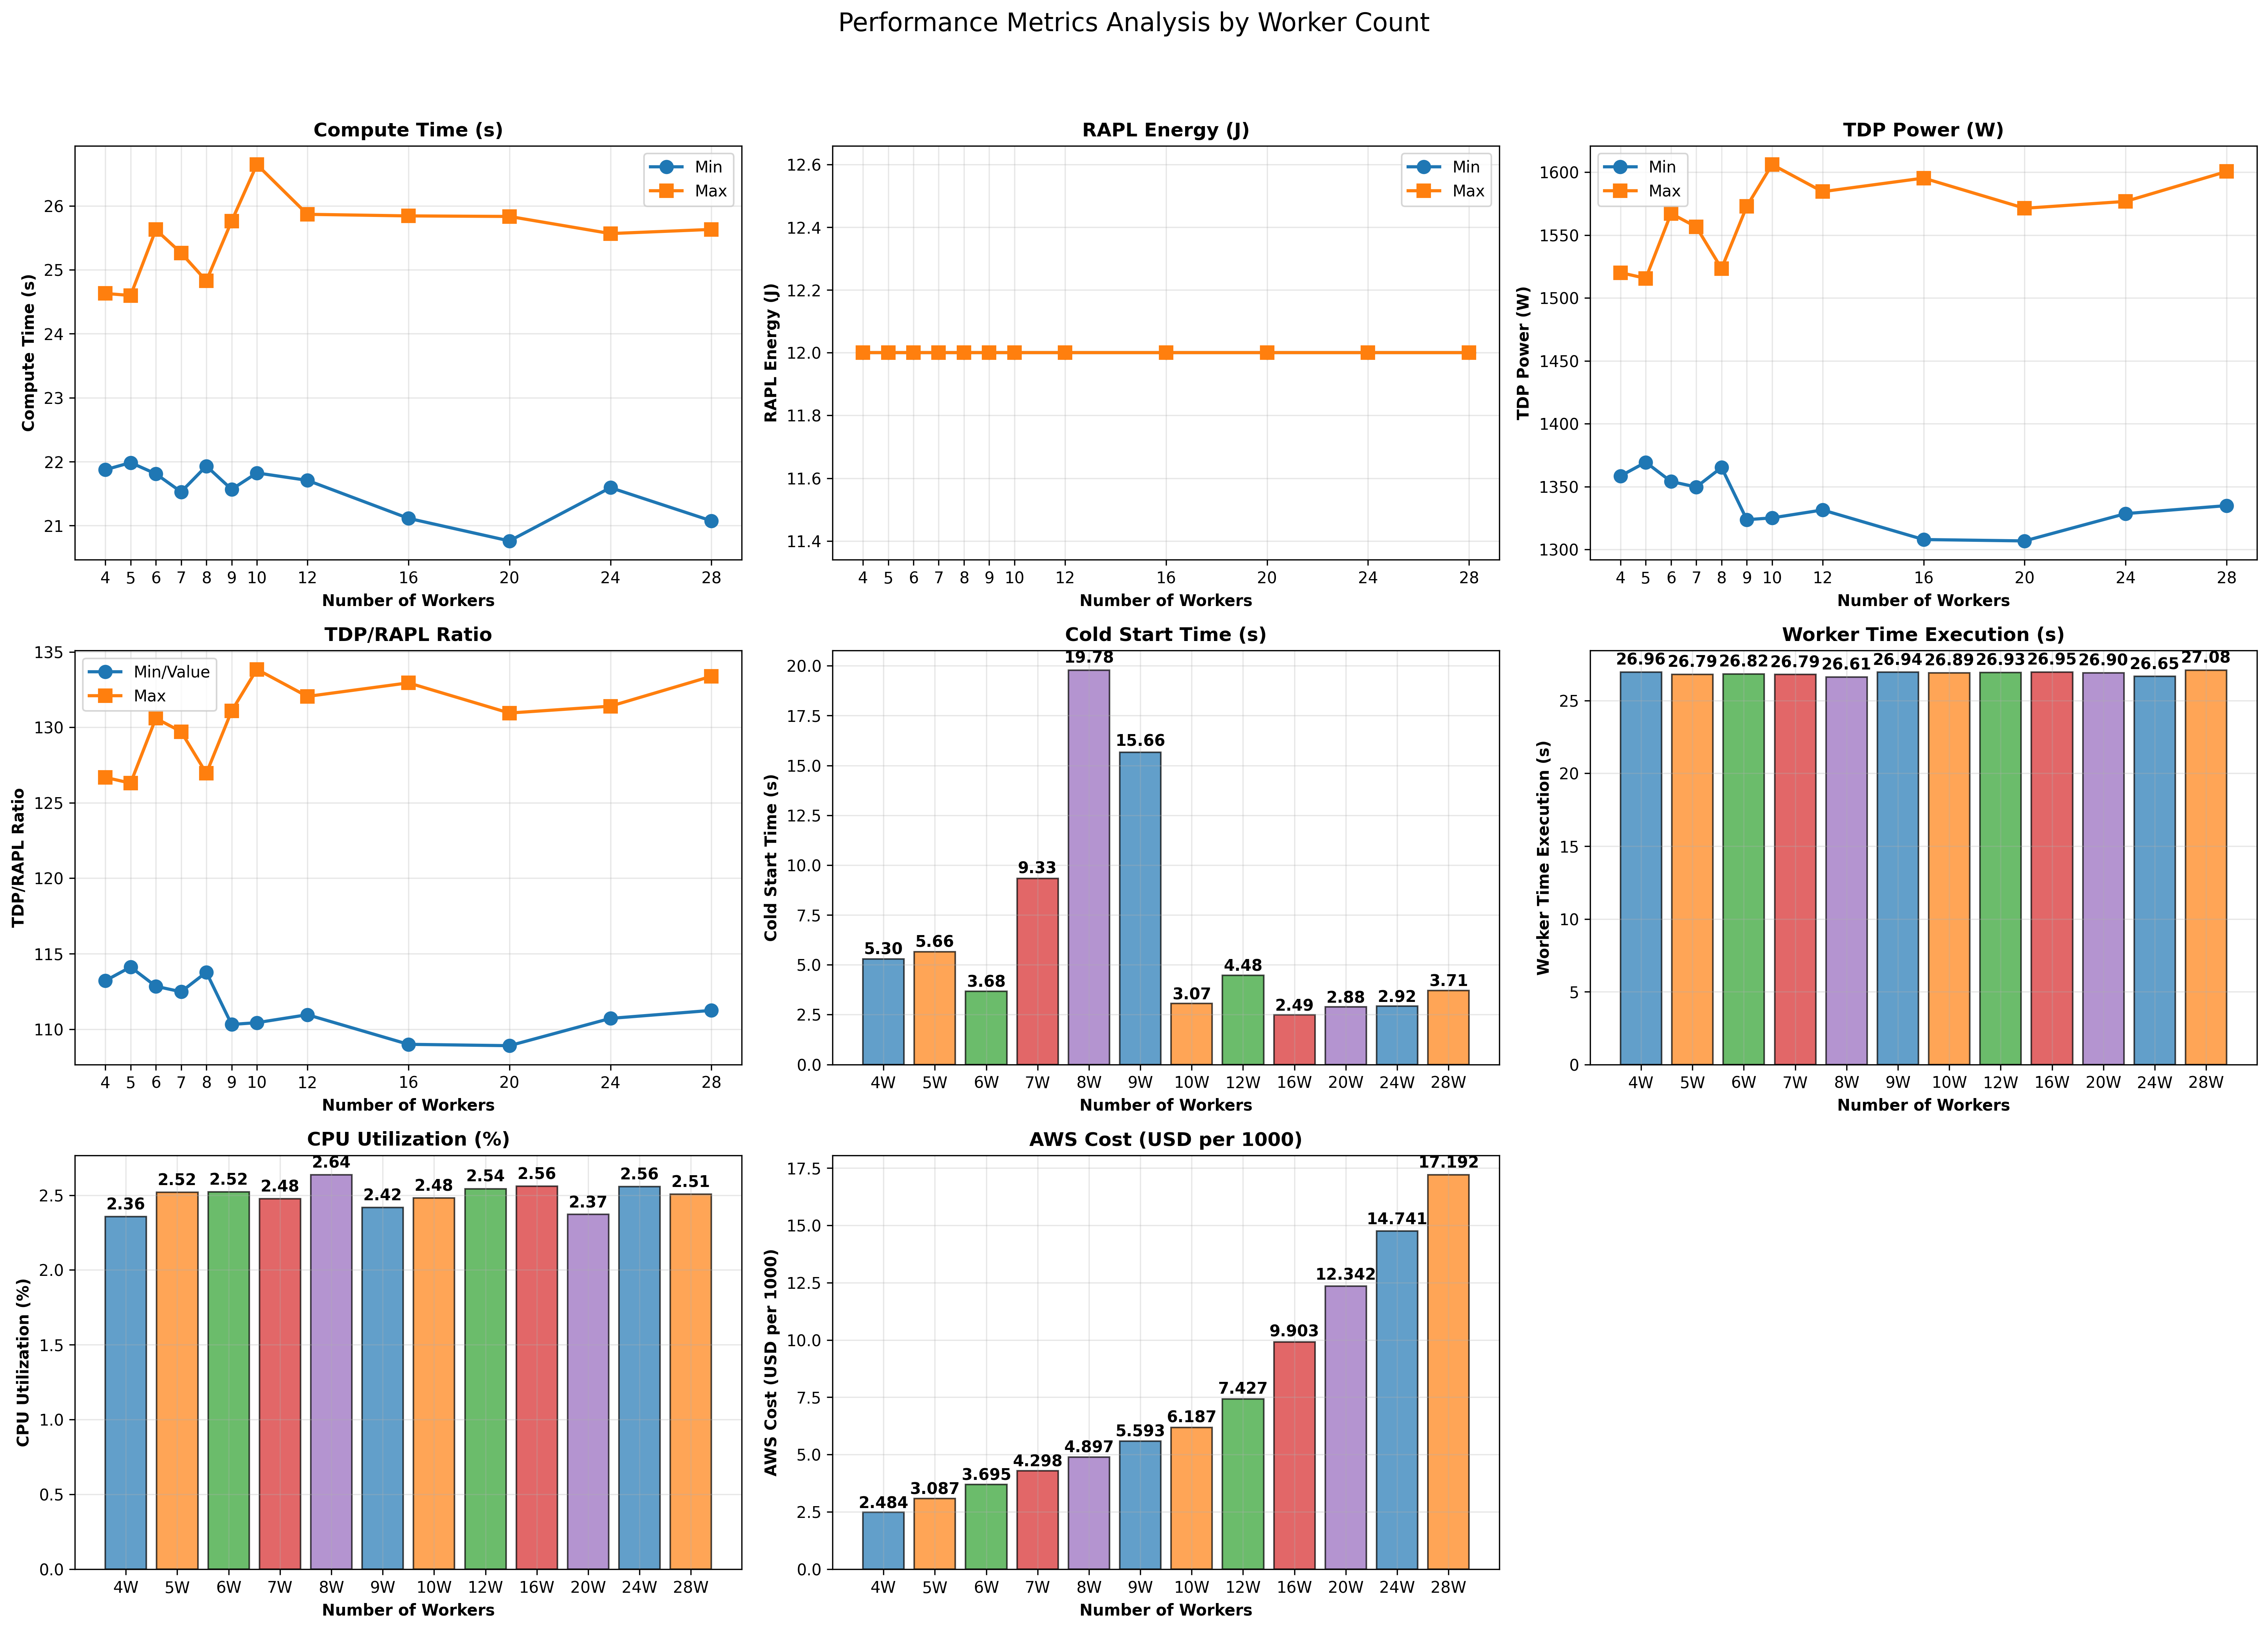 Performance Metrics Analysis by Worker Count
Compute Time (s)
Compute Time (s)
26
25
24
23
22
21
Min
Max
4 5 6 7 8 9 10 12 16 20 24 28
Number of Workers
RAPL Energy (J)
RAPL Energy (J)
12.6
12.4
12.2
12.0
11.8
11.6
11.4
Min
Max
4 5 6 7 8 9 10 12 16 20 24 28
Number of Workers
TDP Power (W)
TDP Power (W)
1600
1550
1500
1450
1400
1350
1300
Min
Max
4 5 6 7 8 9 10 12 16 20 24 28
Number of Workers
TDP/RAPL Ratio
TDP/RAPL Ratio
135
130
125
120
115
110
Min/Value
Max
4 5 6 7 8 9 10 12 16 20 24 28
Number of Workers
Cold Start Time (s)
Cold Start Time (s)
20.0
17.5
15.0
12.5
10.0
7.5
5.0
2.5
0.0
5.30 5.66 3.68 9.33 19.78 15.66 3.07 4.48 2.49 2.88 2.92 3.71
4W 5W 6W 7W 8W 9W 10W 12W 16W 20W 24W 28W
Number of Workers
Worker Time Execution (s)
Worker Time Execution (s)
25
20
15
10
5
0
26.96 26.79 26.82 26.79 26.61 26.94 26.89 26.93 26.95 26.90 26.65 27.08
4W 5W 6W 7W 8W 9W 10W 12W 16W 20W 24W 28W
Number of Workers
CPU Utilization (%)
CPU Utilization (%)
2.5
2.0
1.5
1.0
0.5
0.0
2.36 2.52 2.52 2.48 2.64 2.42 2.48 2.54 2.56 2.37 2.56 2.51
4W 5W 6W 7W 8W 9W 10W 12W 16W 20W 24W 28W
Number of Workers
AWS Cost (USD per 1000)
AWS Cost (USD per 1000)
17.5
15.0
12.5
10.0
7.5
5.0
2.5
0.0
2.484 3.087 3.695 4.298 4.897 5.593 6.187 7.427 9.903 12.342 14.741 17.192
4W 5W 6W 7W 8W 9W 10W 12W 16W 20W 24W 28W
Number of Workers